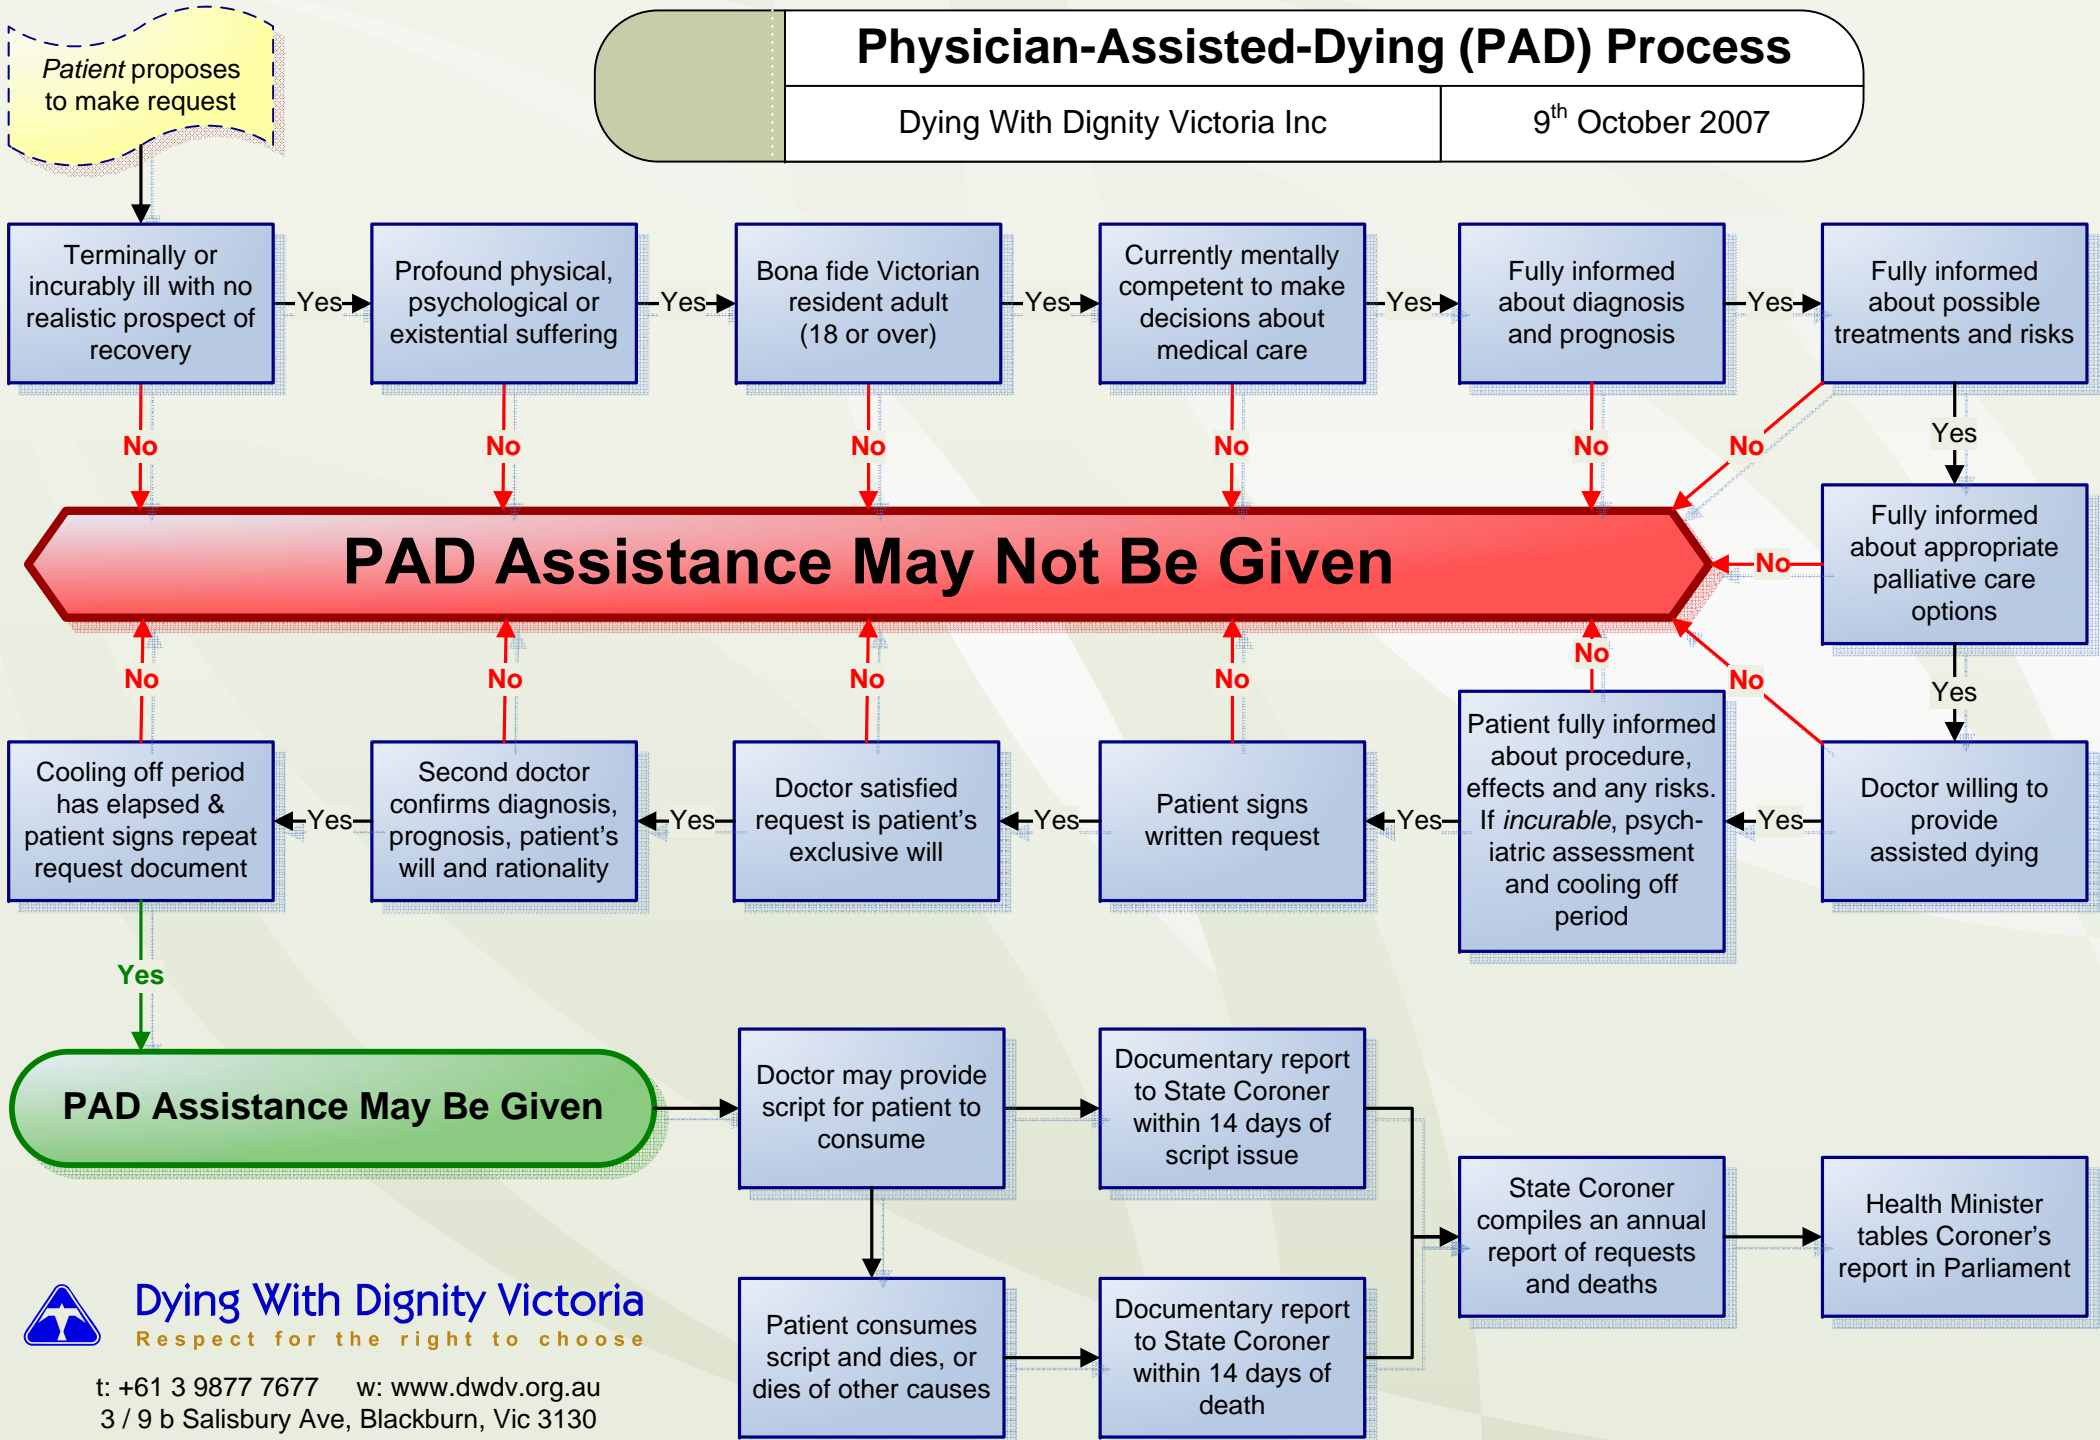 Patient proposes
to make request
Physician-Assisted-Dying (PAD) Process
Dying With Dignity Victoria Inc
9th October 2007
Terminally or
incurably ill with no
realistic prospect of
recovery
Yes
Profound physical,
psychological or
existential suffering
Yes
Bona fide Victorian
resident adult
(18 or over)
Yes
Currently mentally
competent to make
decisions about
medical care
Yes
Fully informed
about diagnosis
and prognosis
Yes
Fully informed
about possible
treatments and risks
No
No
No
No
No
No
Yes
PAD Assistance May Not Be Given
No
Fully informed
about appropriate
palliative care
options
No
No
No
No
No
No
Yes
Cooling off period
has elapsed &
patient signs repeat
request document
Yes
Second doctor
confirms diagnosis,
prognosis, patient's
will and rationality
Yes
Doctor satisfied
request is patient's
exclusive will
Yes
Patient signs
written request
Yes
Patient fully informed
about procedure,
effects and any risks.
If incurable, psych-
iatric assessment
and cooling off
period
Yes
Doctor willing to
provide
assisted dying
Yes
PAD Assistance May Be Given
Doctor may provide
script for patient to
consume
Documentary report
to State Coroner
within 14 days of
script issue
State Coroner
compiles an annual
report of requests
and deaths
Health Minister
tables Coroner's
report in Parliament
Patient consumes
script and dies, or
dies of other causes
Documentary report
to State Coroner
within 14 days of
death
Dying With Dignity Victoria
Respect for the right to choose
t: +61 3 9877 7677 w: www.dwdv.org.au
3 / 9 b Salisbury Ave, Blackburn, Vic 3130